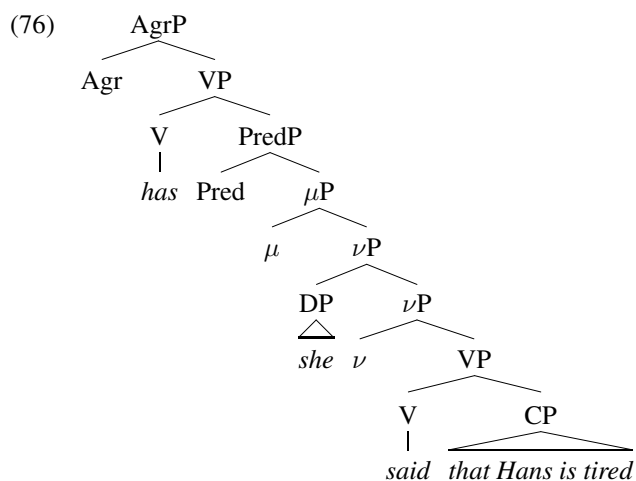 (76) AgrP
Agr VP
V PredP
has Pred μP
μ νP
DP νP
she ν VP
V CP
said that Hans is tired